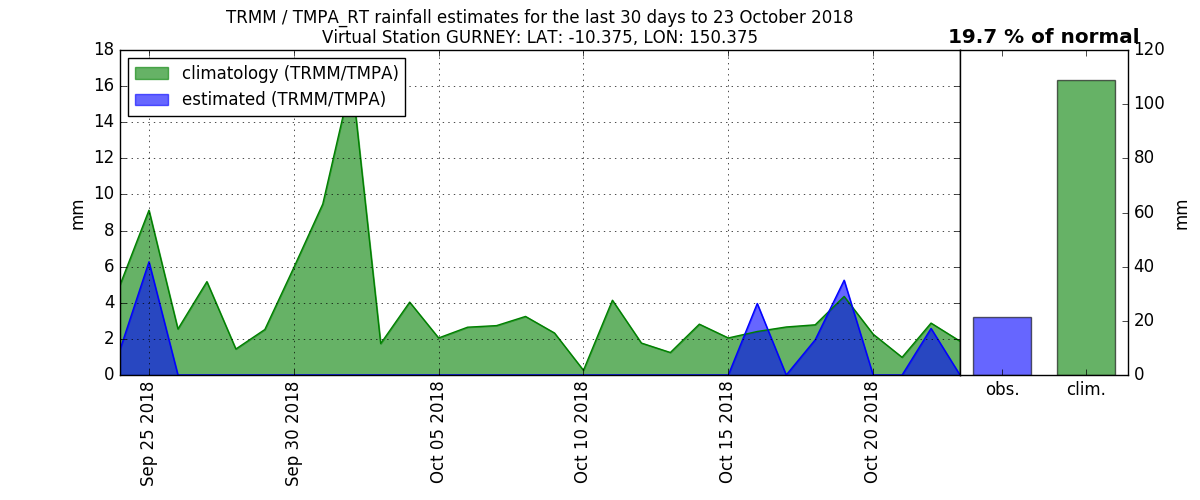 TRMM / TMPA_RT rainfall estimates for the last 30 days to 23 October 2018
Virtual Station GURNEY: LAT: -10.375, LON: 150.375
19.7 % of normal
climatology (TRMM/TMPA)
estimated (TRMM/TMPA)
18
16
14
12
10
8
6
4
2
0
mm
Sep 25 2018
Sep 30 2018
Oct 05 2018
Oct 10 2018
Oct 15 2018
Oct 20 2018
obs.
clim.
120
100
80
60
40
20
0
mm